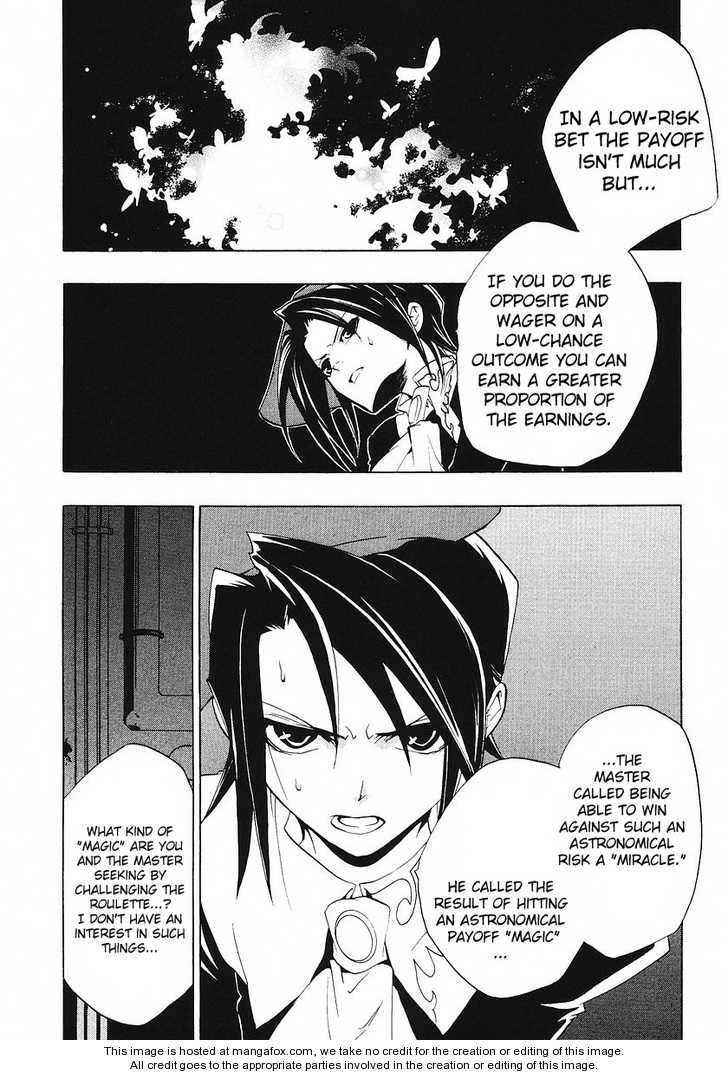 IN A LOW-RISK
BET THE PAYOFF
ISN'T MUCH
BUT...
IF YOU DO THE
OPPOSITE AND
WAGER ON A
LOW-CHANCE
OUTCOME YOU CAN
EARN A GREATER
PROPORTION OF
THE EARNINGS.
...THE
MASTER
CALLED BEING
ABLE TO WIN
AGAINST SUCH AN
ASTRONOMICAL
RISK A "MIRACLE."
HE CALLED THE
RESULT OF HITTING
AN ASTRONOMICAL
PAYOFF "MAGIC"
...
WHAT KIND OF
"MAGIC" ARE YOU
AND THE MASTER
SEEKING BY
CHALLENGING THE
ROULETTE...?
I DON'T HAVE AN
INTEREST IN SUCH
THINGS...
This image is hosted at mangafox.com, we take no credit for the creation or editing of this image.
All credit goes to the appropriate parties involved in the creation or editing of this image.